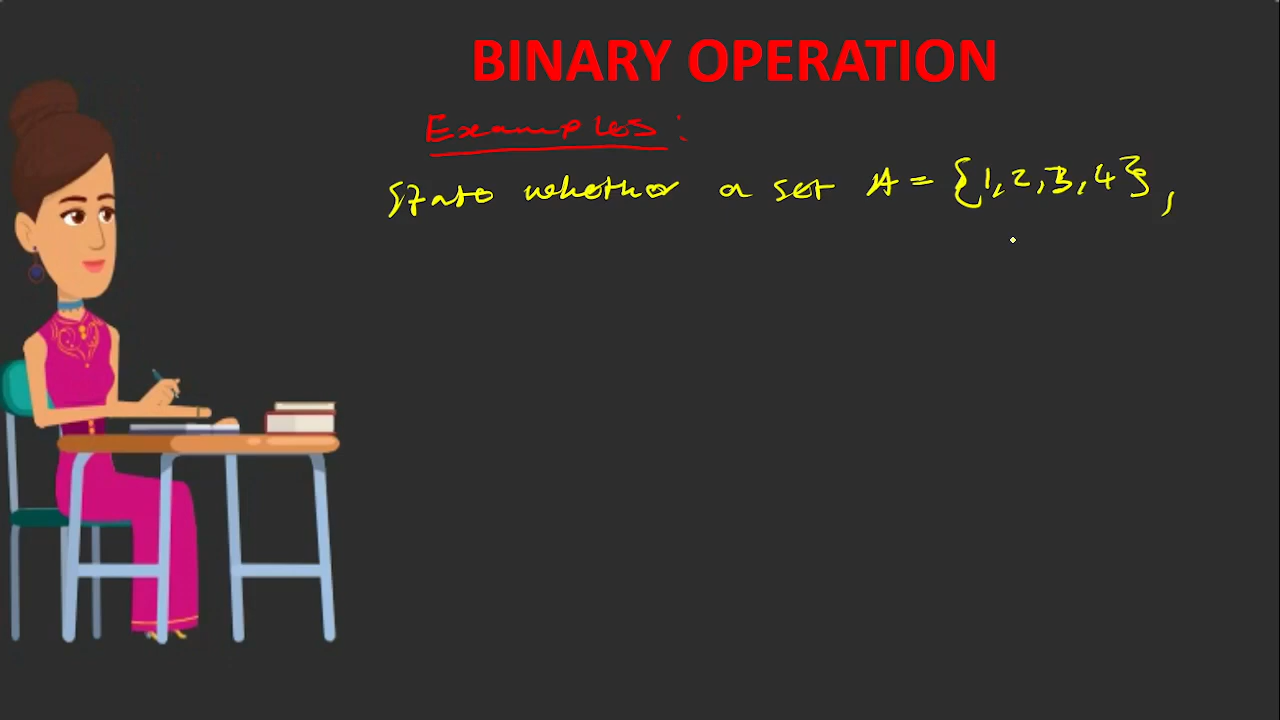 BINARY OPERATION
Examples:
State whether a set A = {1,2,3,4},